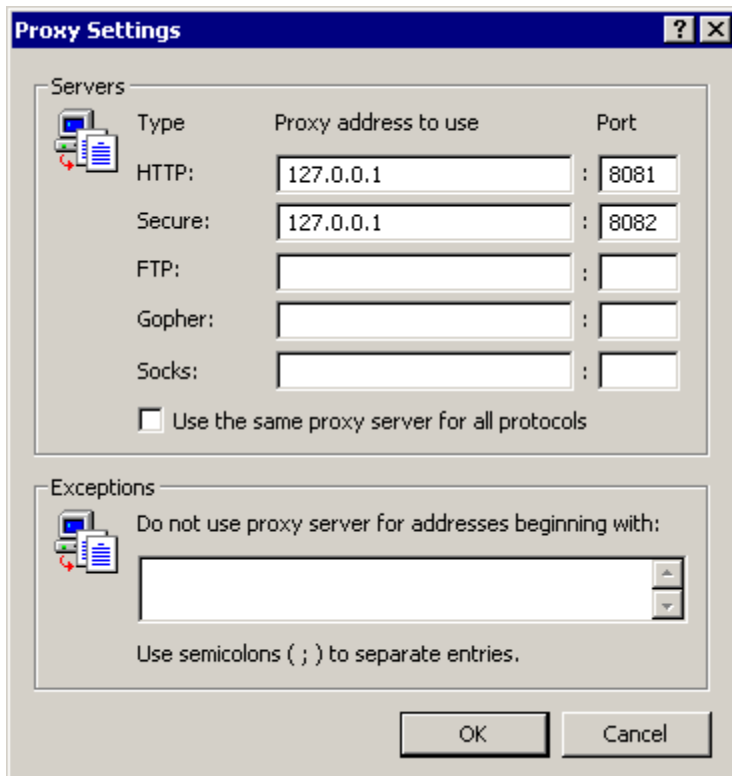 Proxy Settings
Servers
Type Proxy address to use Port
HTTP: 127.0.0.1 : 8081
Secure: 127.0.0.1 : 8082
FTP: :
Gopher: :
Socks: :
Use the same proxy server for all protocols
Exceptions
Do not use proxy server for addresses beginning with:
Use semicolons ( ; ) to separate entries.
OK Cancel